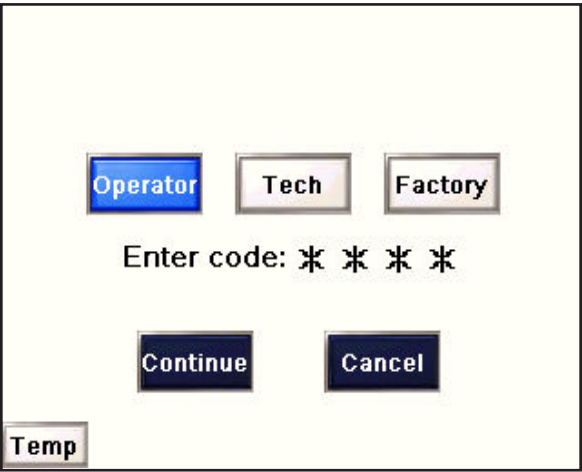 Operator Tech Factory
Enter code: * * * *
Continue Cancel
Temp